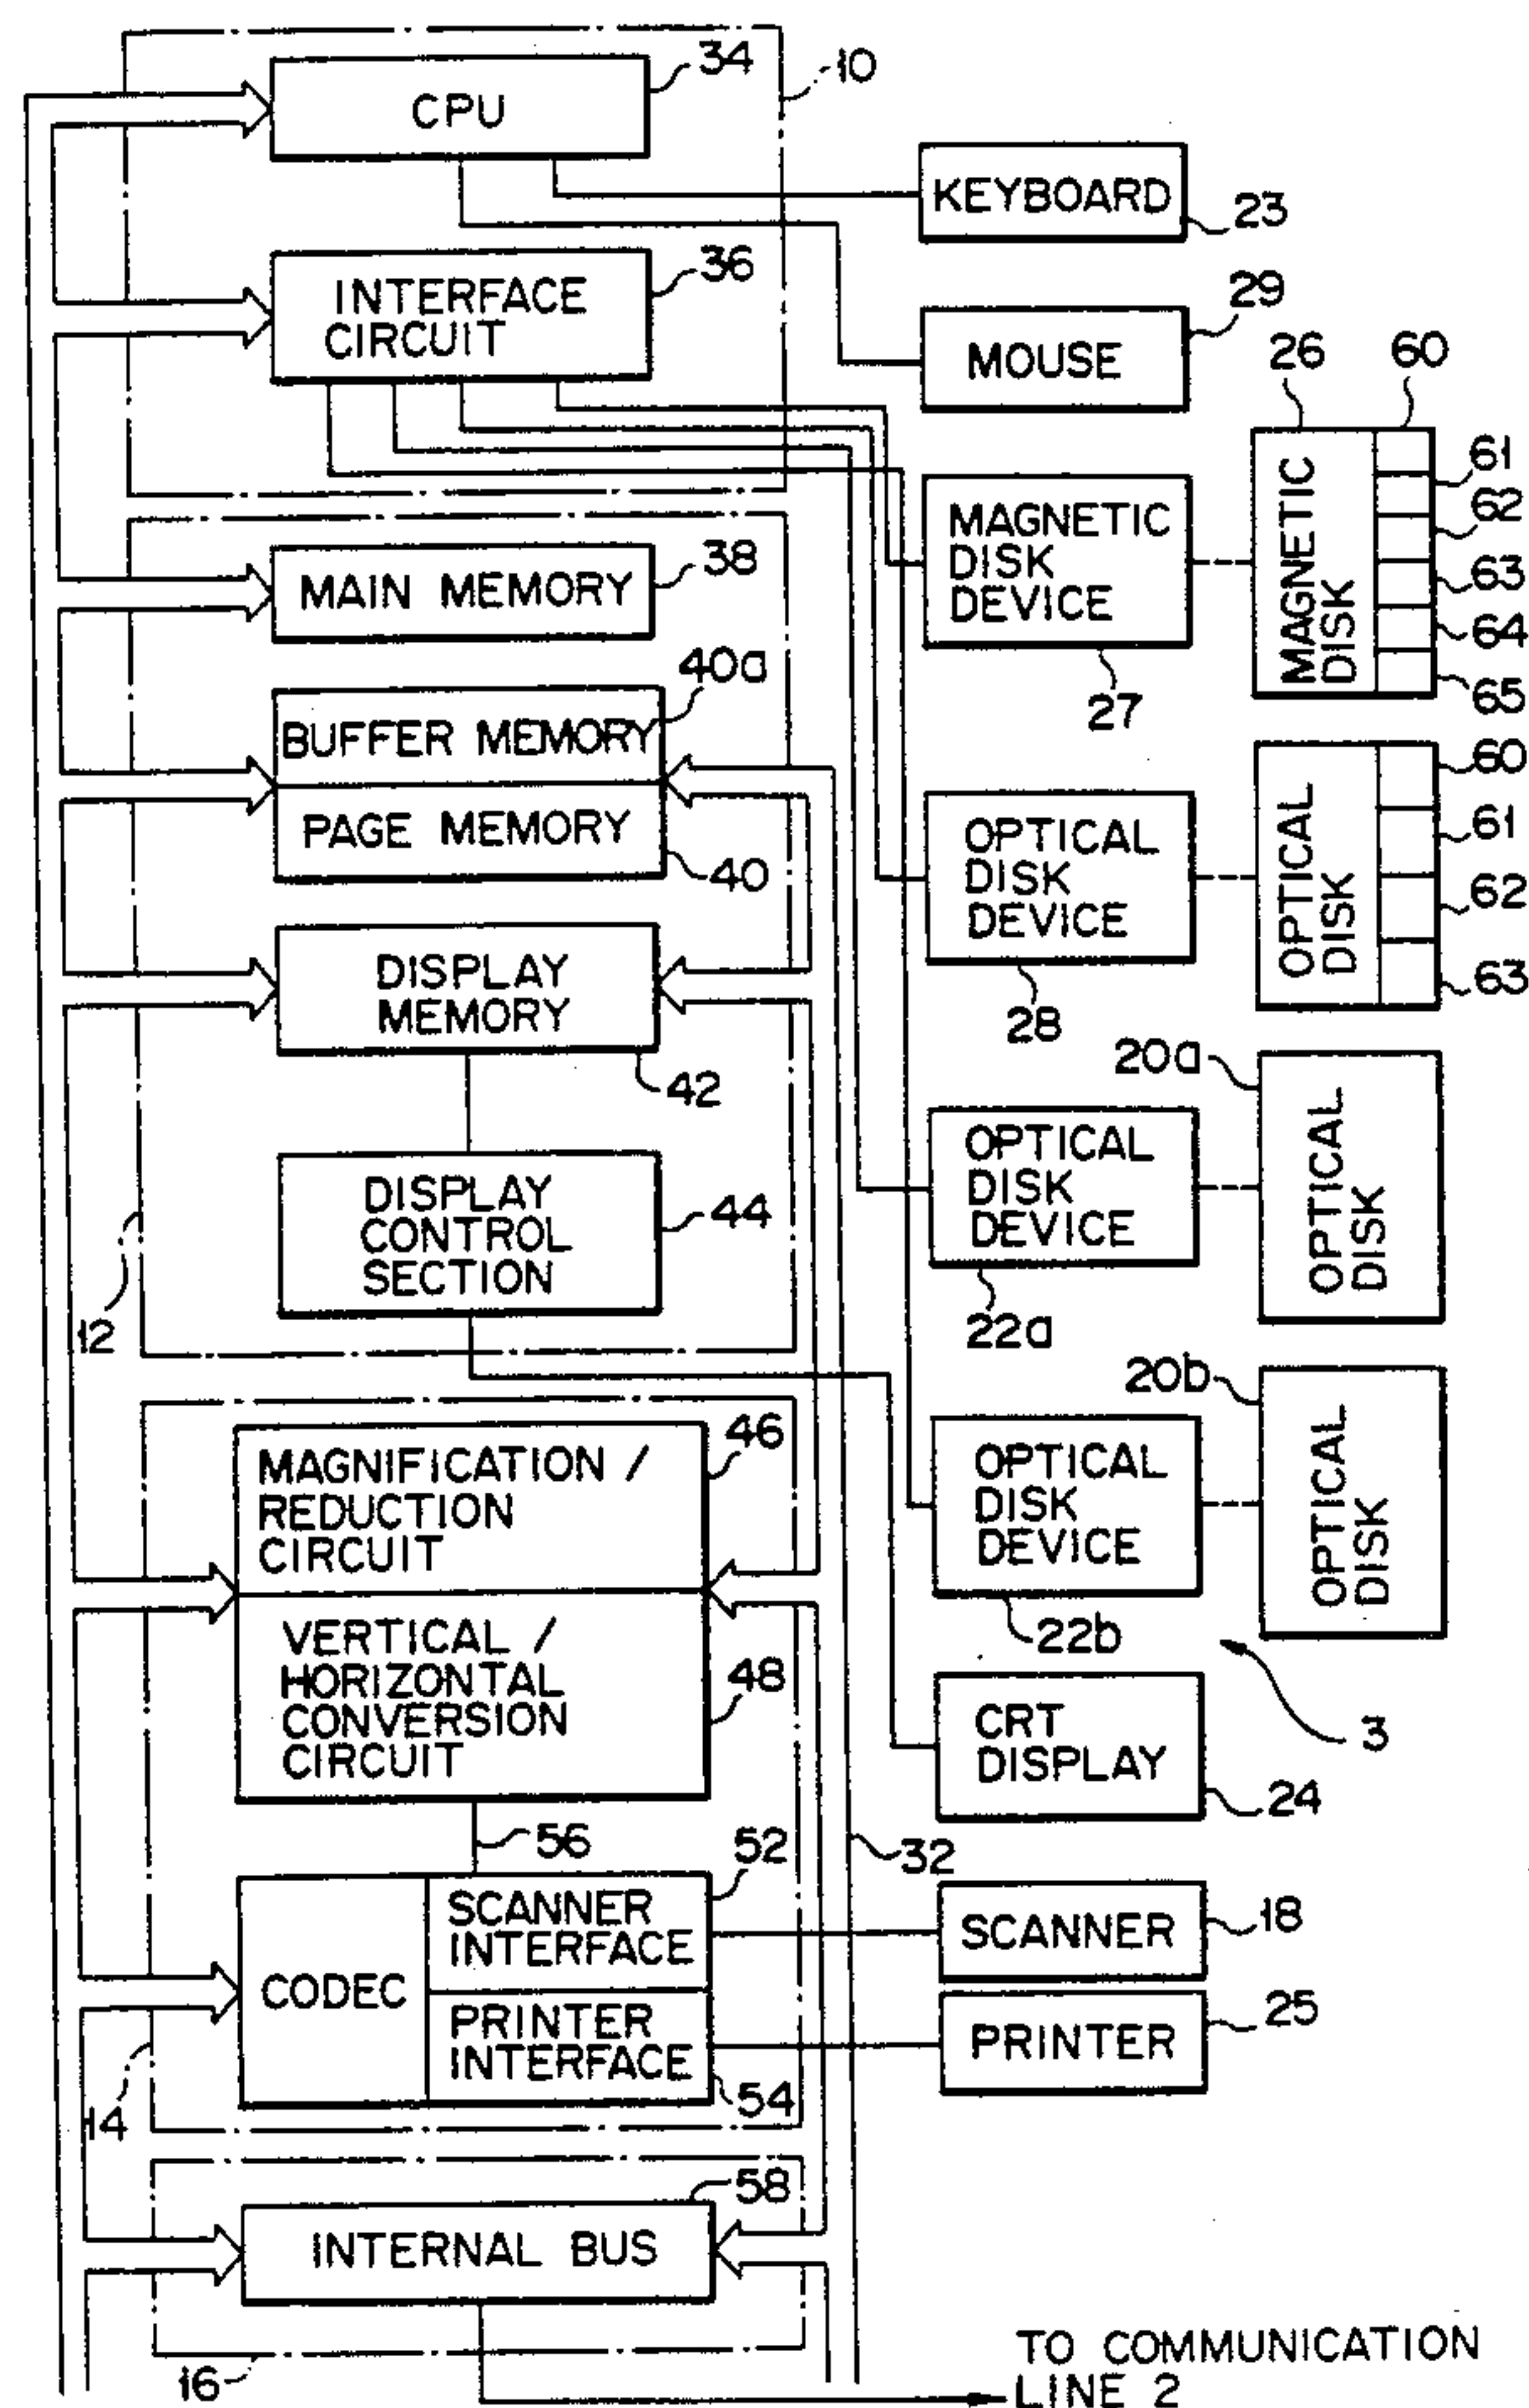 34
10
CPU
KEYBOARD
23
36
INTERFACE
CIRCUIT
29
MOUSE
26
60
MAGNETIC
DISK
61
62
63
64
65
MAGNETIC
DISK
DEVICE
27
38
MAIN MEMORY
40a
BUFFER MEMORY
PAGE MEMORY
40
OPTICAL
DISK
DEVICE
28
OPTICAL
DISK
60
61
62
63
DISPLAY
MEMORY
42
20a
OPTICAL
DISK
OPTICAL
DISK
DEVICE
22a
DISPLAY
CONTROL
SECTION
44
12
20b
OPTICAL
DISK
46
MAGNIFICATION /
REDUCTION
CIRCUIT
OPTICAL
DISK
DEVICE
22b
VERTICAL /
HORIZONTAL
CONVERSION
CIRCUIT
48
3
CRT
DISPLAY
24
56
52
32
SCANNER
INTERFACE
SCANNER
18
CODEC
PRINTER
INTERFACE
54
PRINTER
25
14
58
INTERNAL BUS
16
TO COMMUNICATION
LINE 2